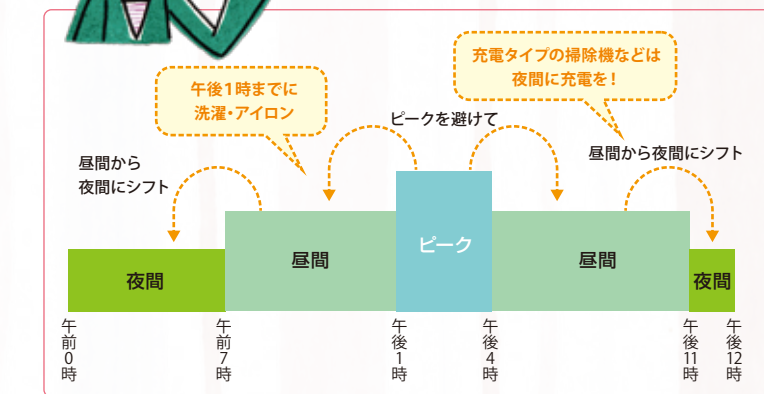 充電タイプの掃除機などは
夜間に充電を!
午後1時までに
洗濯・アイロン
ピークを避けて
昼間から
夜間にシフト
昼間から夜間にシフト
夜間
昼間
ピーク
昼間
夜間
午前0時
午前7時
午後1時
午後4時
午後11時
午後12時